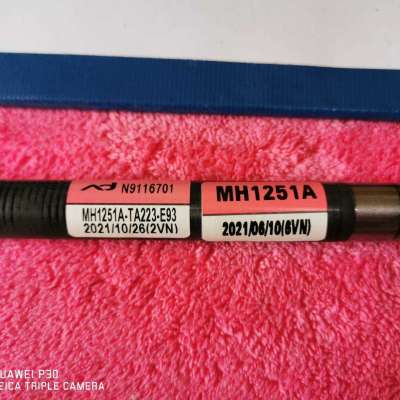 N9116701
MH1251A-TA223-E93
2021/10/26(2VN)
MH1251A
2021/06/10(6VN)
HUAWEI P30
LEICA TRIPLE CAMERA